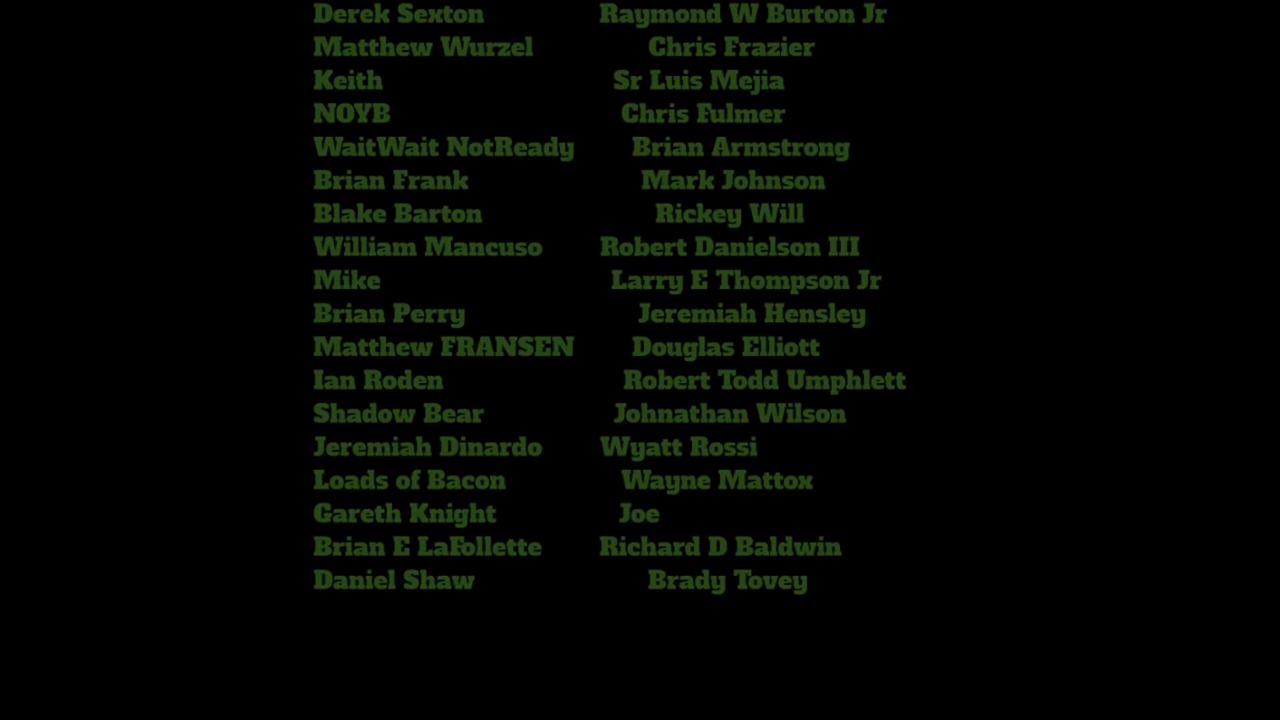 Derek Sexton Raymond W Burton Jr
Matthew Wurzel Chris Frazier
Keith Sr Luis Mejia
NOYB Chris Fulmer
WaitWait NotReady Brian Armstrong
Brian Frank Mark Johnson
Blake Barton Rickey Will
William Mancuso Robert Danielson III
Mike Larry E Thompson Jr
Brian Perry Jeremiah Hensley
Matthew FRANSEN Douglas Elliott
Ian Roden Robert Todd Umphlett
Shadow Bear Johnathan Wilson
Jeremiah Dinardo Wyatt Rossi
Loads of Bacon Wayne Mattox
Gareth Knight Joe
Brian E LaFollette Richard D Baldwin
Daniel Shaw Brady Tovey